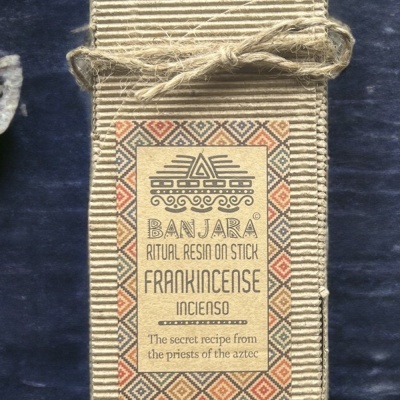 BANJARA©
RITUAL RESIN ON STICK
FRANKINCENSE
INCIENSO
The secret recipe from
the priests of the aztec